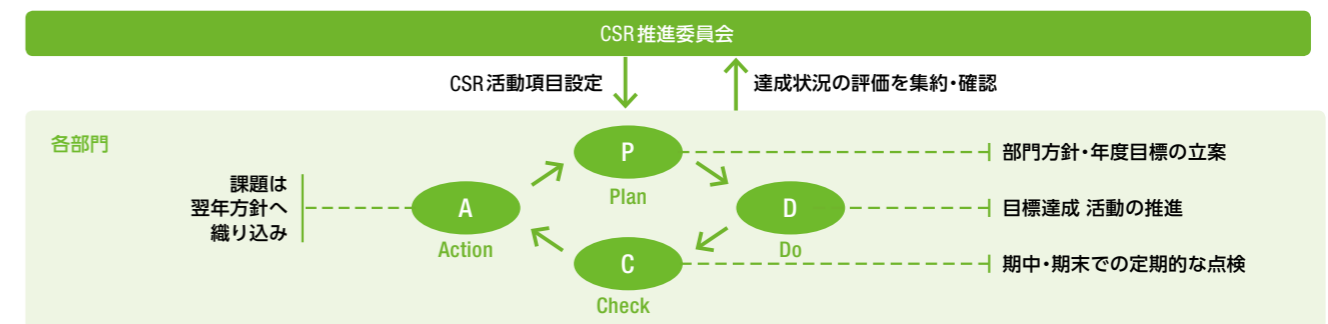 CSR推進委員会
CSR活動項目設定
達成状況の評価を集約・確認
各部門
P
Plan
部門方針・年度目標の立案
課題は
翌年方針へ
織り込み
A
Action
D
Do
目標達成 活動の推進
C
Check
期中・期末での定期的な点検